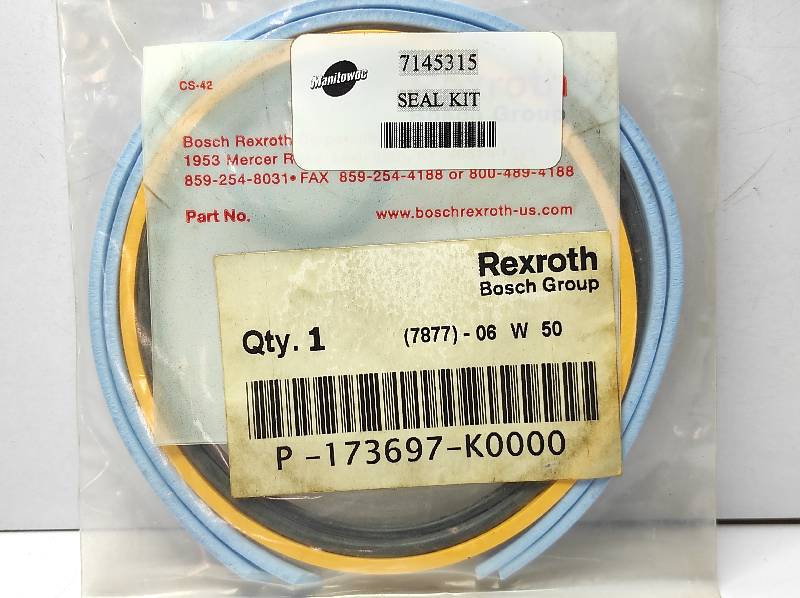 Manitowoc
7145315
SEAL KIT
CS-42
Bosch Rexroth
1953 Mercer R
859-254-8031• FAX 859-254-4188 or 800-489-4188
Part No.
www.boschrexroth-us.com
Group
Rexroth
Bosch Group
Qty. 1
(7877) - 06 W 50
P-173697-K0000